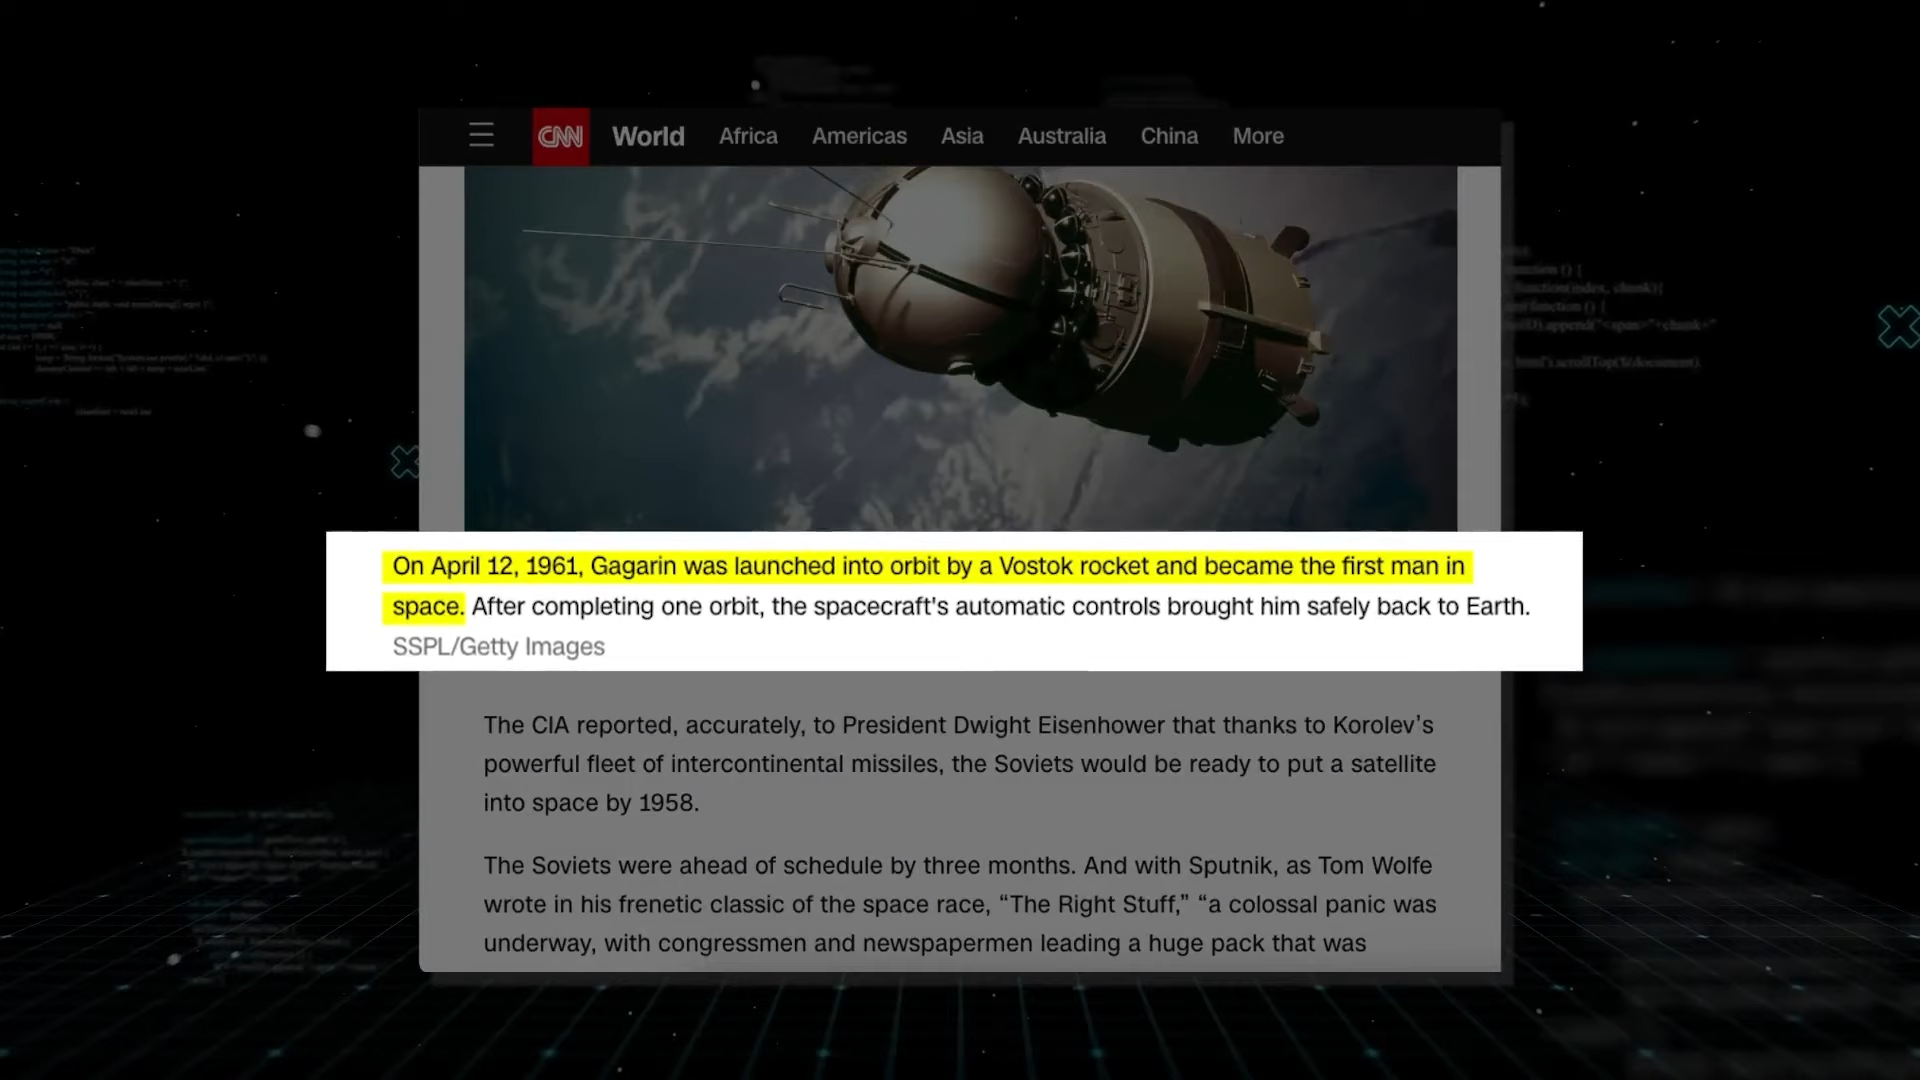 CNN World Africa Americas Asia Australia China More
On April 12, 1961, Gagarin was launched into orbit by a Vostok rocket and became the first man in
space. After completing one orbit, the spacecraft's automatic controls brought him safely back to Earth.
SSPL/Getty Images
The CIA reported, accurately, to President Dwight Eisenhower that thanks to Korolev’s
powerful fleet of intercontinental missiles, the Soviets would be ready to put a satellite
into space by 1958.
The Soviets were ahead of schedule by three months. And with Sputnik, as Tom Wolfe
wrote in his frenetic classic of the space race, “The Right Stuff,” “a colossal panic was
underway, with congressmen and newspapermen leading a huge pack that was